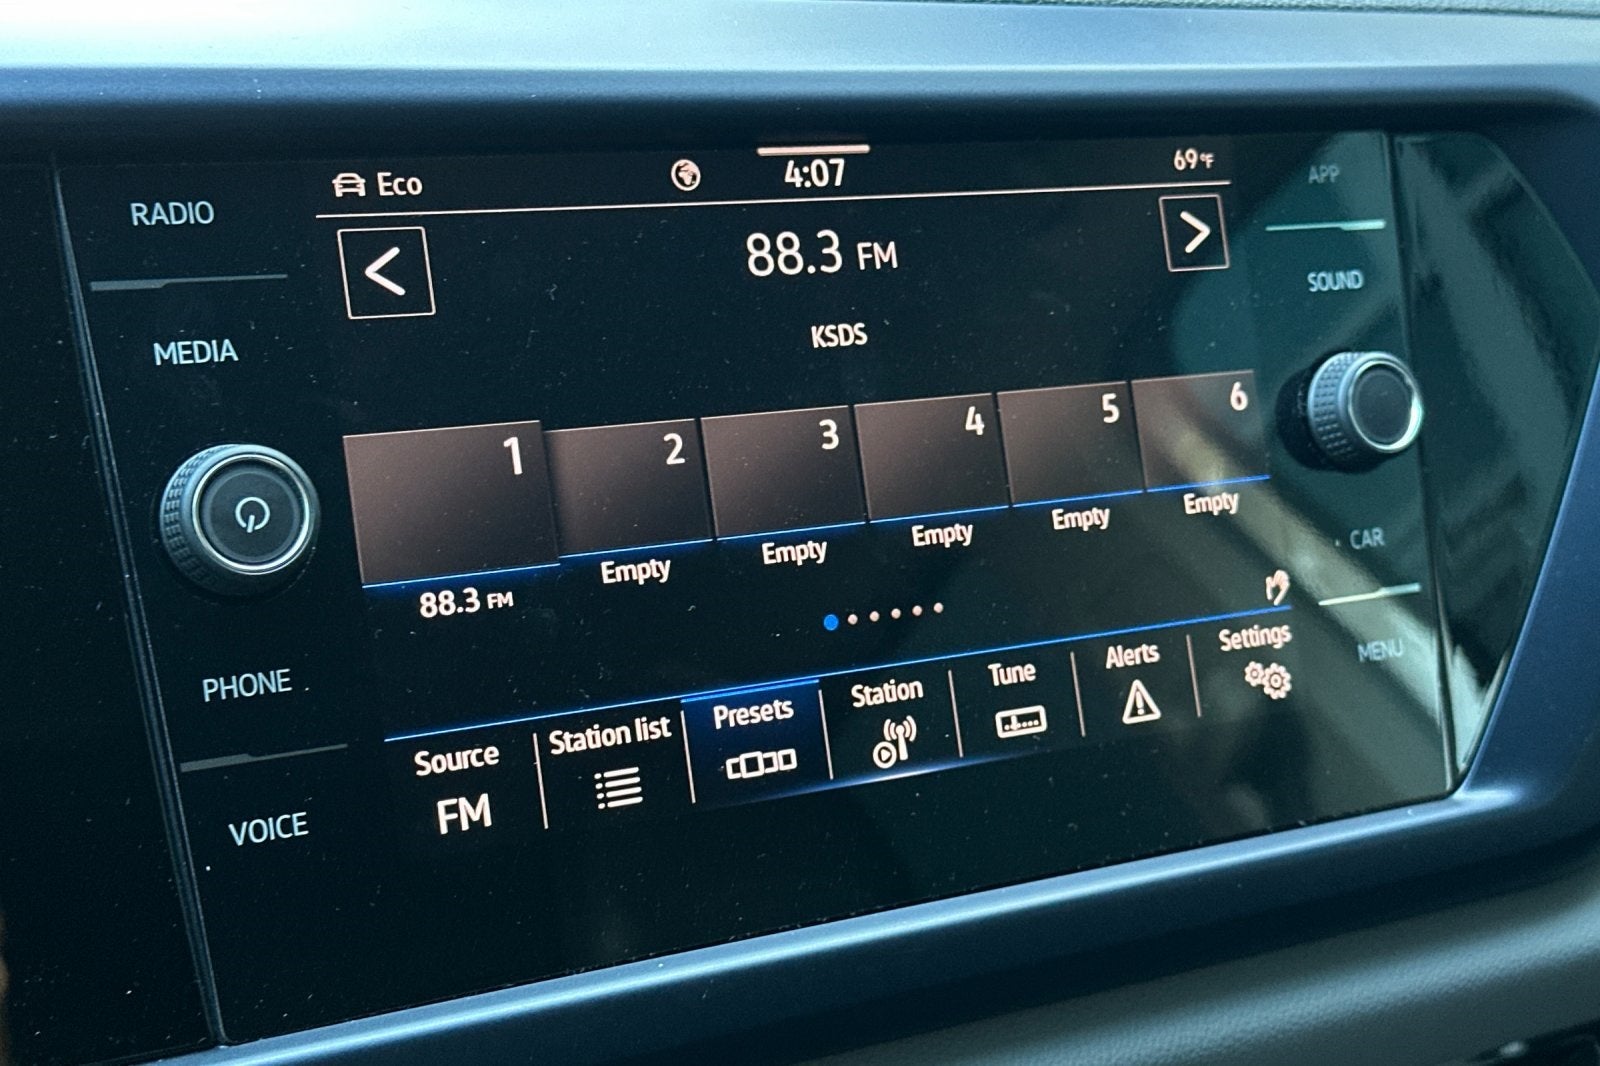 RADIO
MEDIA
PHONE
VOICE
Eco
4:07
69°F
<
88.3 FM
>
KSDS
1
2
3
4
5
6
88.3 FM
Empty
Empty
Empty
Empty
Empty
Source
FM
Station list
Presets
Station
Tune
Alerts
Settings
APP
SOUND
CAR
MENU